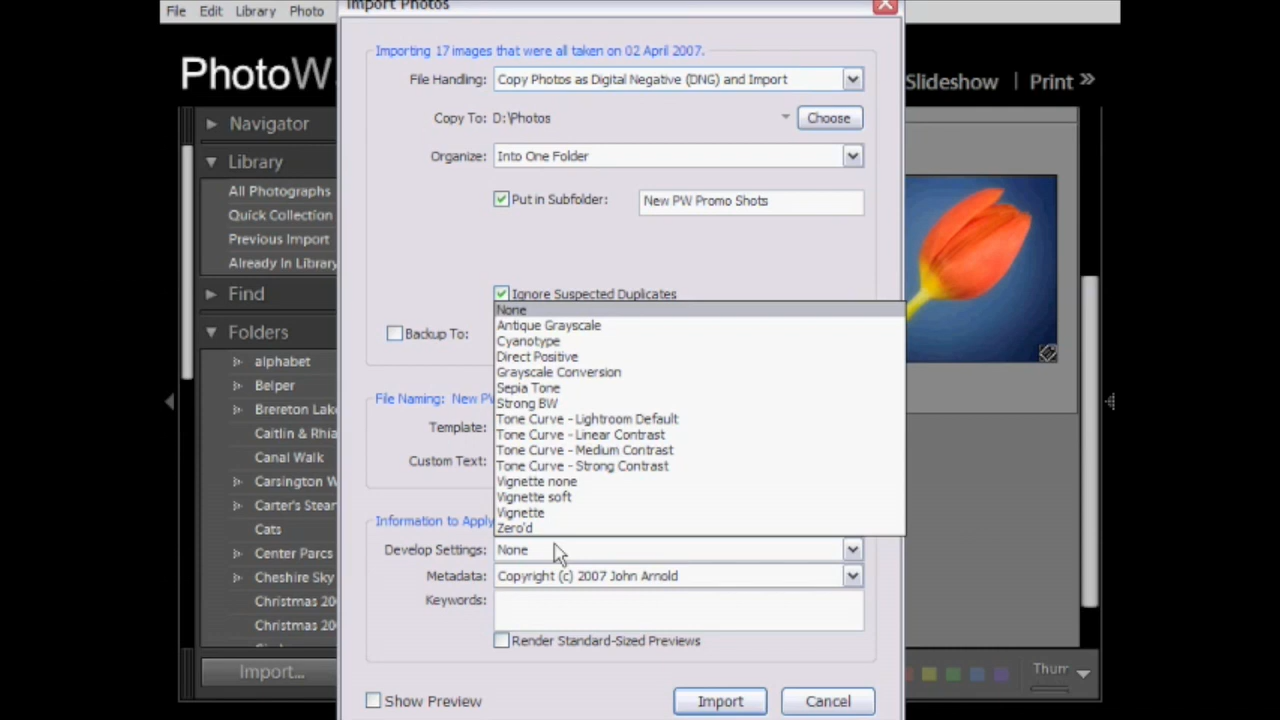 File Edit Library Photo
Import Photos
PhotoW
Slideshow | Print
Importing 17 images that were all taken on 02 April 2007.
File Handling: Copy Photos as Digital Negative (DNG) and Import
Copy To: D:\Photos Choose
Organize: Into One Folder
Put in Subfolder: New PW Promo Shots
Ignore Suspected Duplicates
Backup To:
None
Antique Grayscale
Cyanotype
Direct Positive
Grayscale Conversion
Sepia Tone
Strong BW
Tone Curve - Lightroom Default
Tone Curve - Linear Contrast
Tone Curve - Medium Contrast
Tone Curve - Strong Contrast
Vignette none
Vignette soft
Vignette
Zero'd
File Naming: New PW
Template:
Custom Text:
Information to Apply
Develop Settings: None
Metadata: Copyright (c) 2007 John Arnold
Keywords:
Render Standard-Sized Previews
Show Preview Import Cancel
Navigator
Library
All Photographs
Quick Collection
Previous Import
Already In Library
Find
Folders
alphabet
Belper
Brereton Lake
Caitlin & Rhia
Canal Walk
Carsington W
Carter's Stear
Cats
Center Parcs
Cheshire Sky
Christmas 20
Christmas 20
Import...
Thum